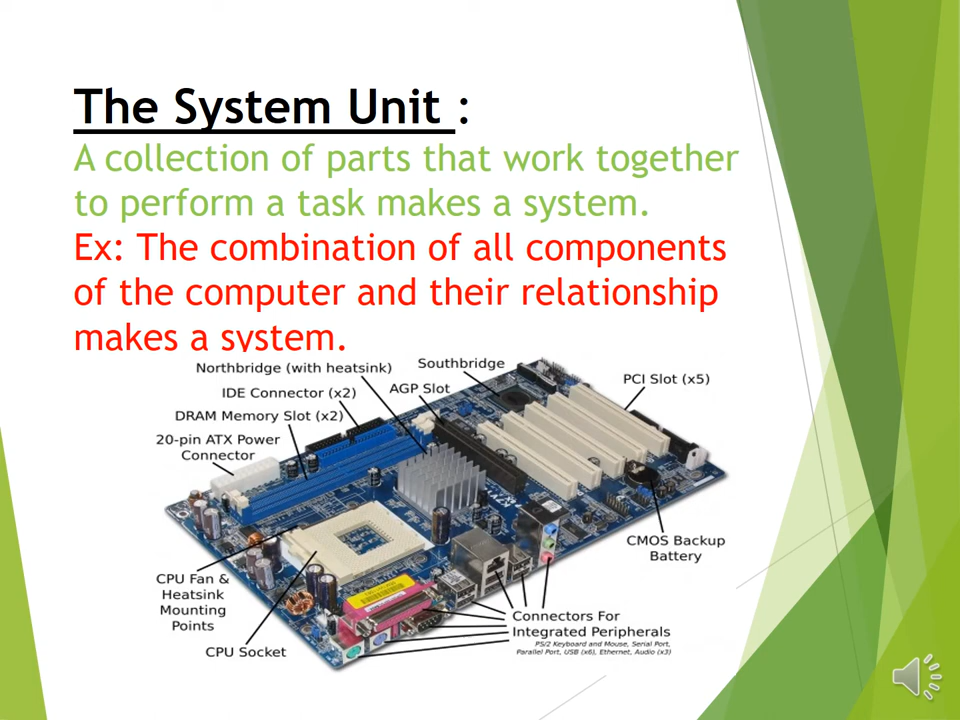 The System Unit :
A collection of parts that work together
to perform a task makes a system.
Ex: The combination of all components
of the computer and their relationship
makes a system.
Southbridge
Northbridge (with heatsink)
PCI Slot (x5)
AGP Slot
IDE Connector (x2)
DRAM Memory Slot (x2)
20-pin ATX Power
Connector
CMOS Backup
Battery
CPU Fan &
Heatsink
Mounting
Points
CPU Socket
Connectors For
Integrated Peripherals
PS/2 Keyboard and Mouse, Serial Port,
Parallel Port, USB (x6), Ethernet, Audio (x3)